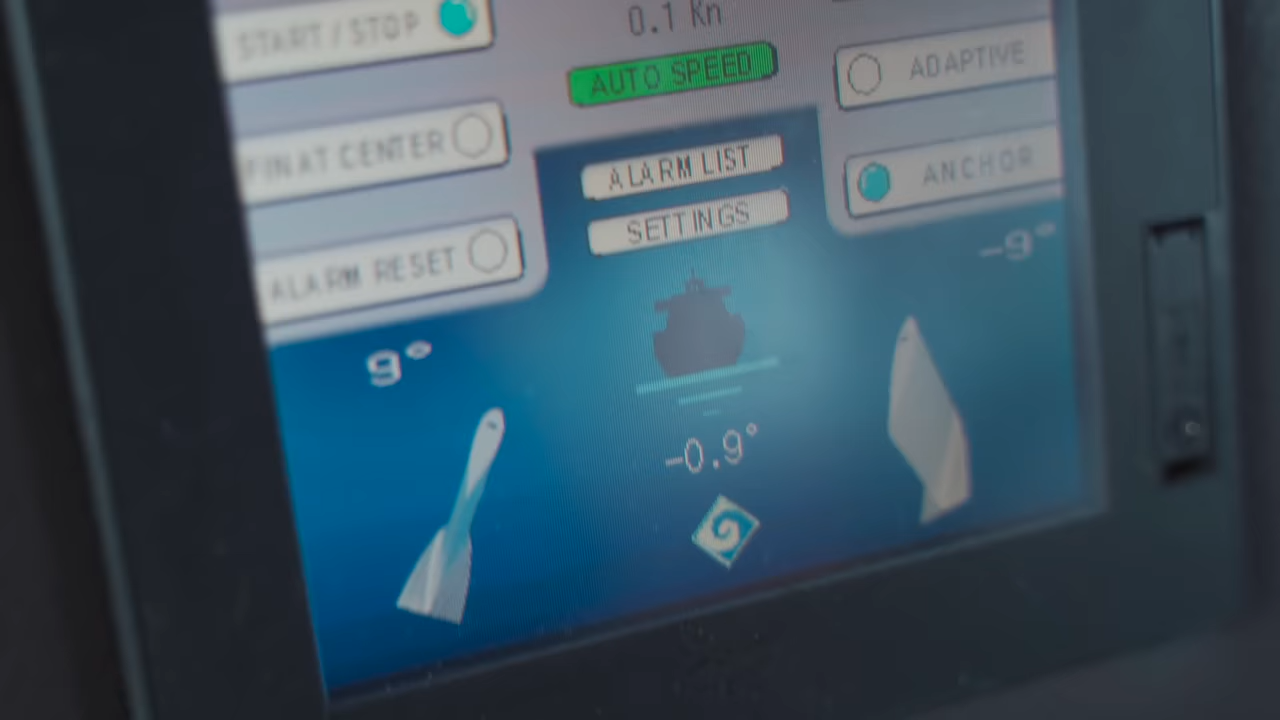 START / STOP
0.1 Kn
AUTO SPEED
ADAPTIVE
FIN AT CENTER
ALARM LIST
ANCHOR
SETTINGS
ALARM RESET
-9°
9°
-0.9°